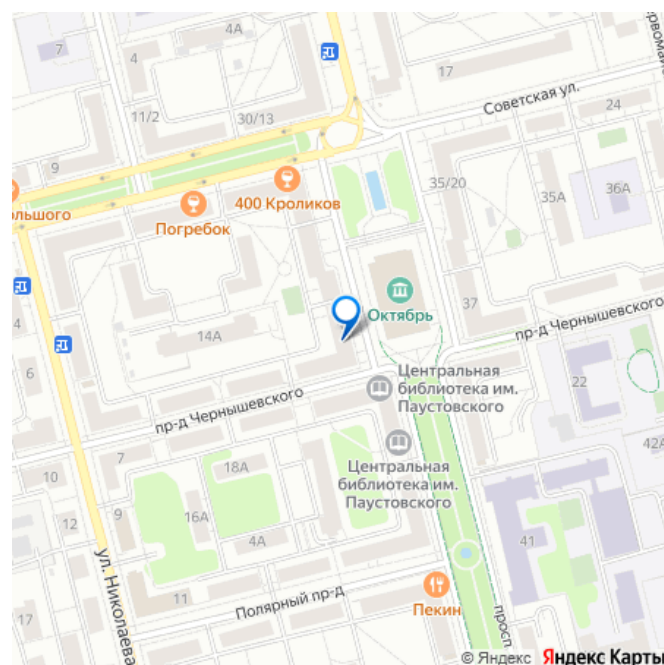 7
4
17
24
Советская ул.
11/2
30/13
4А
9
35/20
35А
36А
400 Кроликов
Погребок
Октябрь
37
пр-д Чернышевского
4
14А
6
Центральная
библиотека им.
Паустовского
22
пр-д Чернышевского
7
18А
Центральная
библиотека им.
Паустовского
42А
10
12
9
16А
4А
41
ул. Николаева
11
Полярный пр-д
Пекин
просп
© Яндекс Яндекс Карты